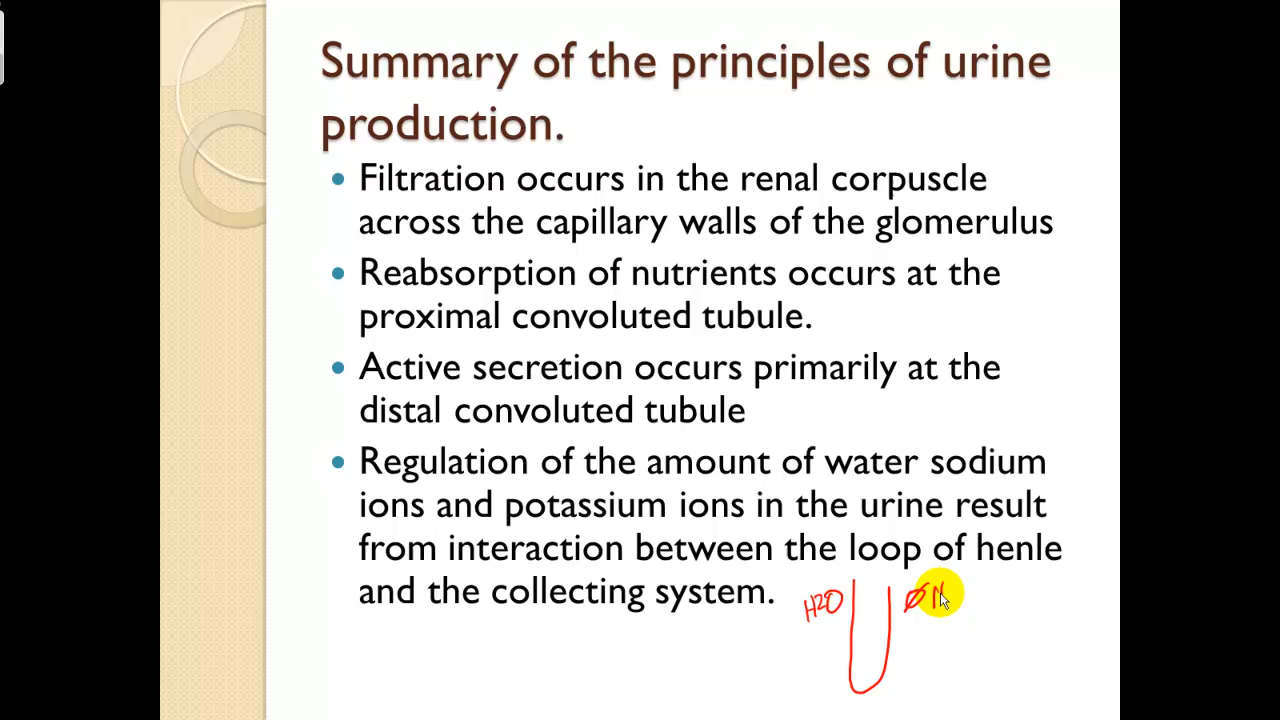 Summary of the principles of urine
production.
• Filtration occurs in the renal corpuscle
across the capillary walls of the glomerulus
• Reabsorption of nutrients occurs at the
proximal convoluted tubule.
• Active secretion occurs primarily at the
distal convoluted tubule
• Regulation of the amount of water sodium
ions and potassium ions in the urine result
from interaction between the loop of henle
and the collecting system.
H2O